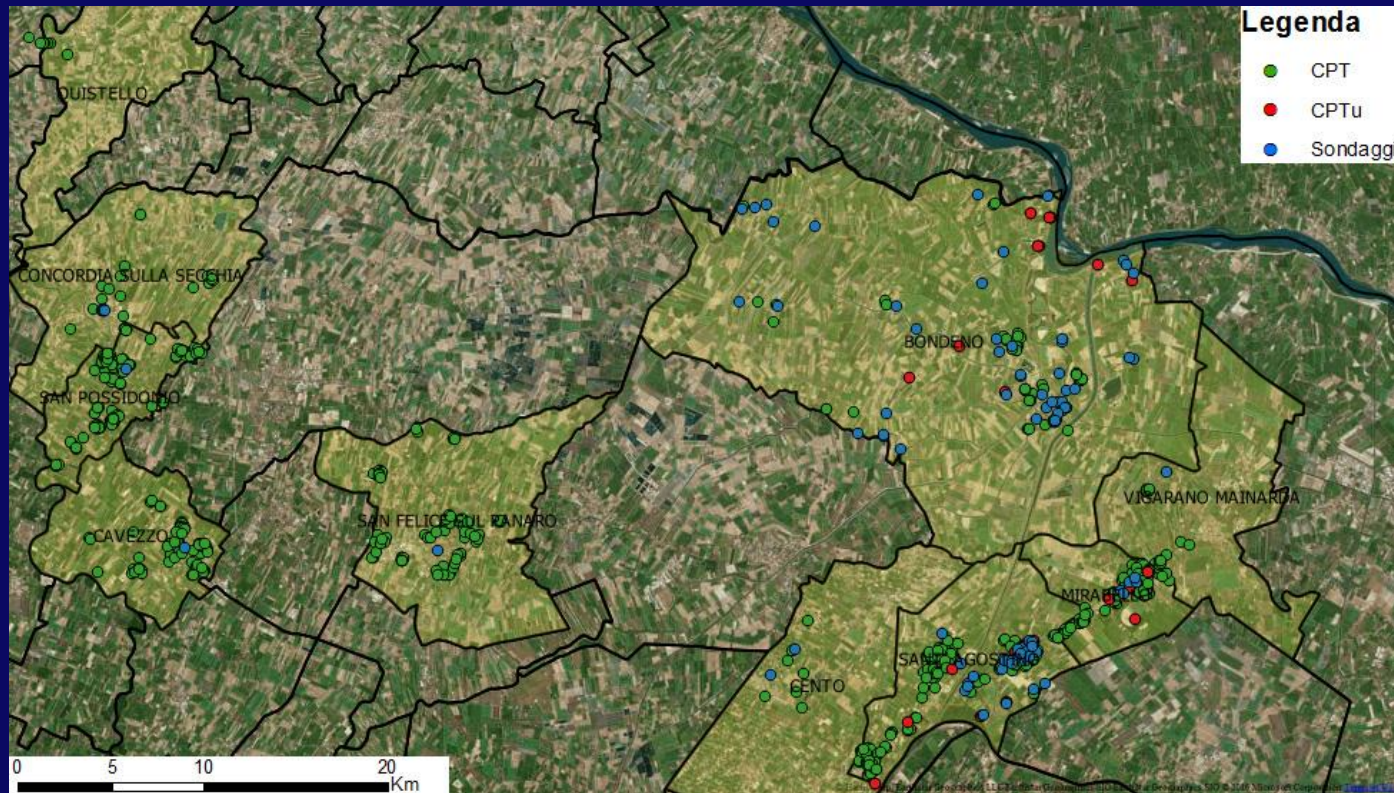 Legenda
CPT
CPTu
Sondaggi
QUISTELLO
CONCORDIA SULLA SECCHIA
BONDENO
SAN POSSIDONIO
VIGARANO MAINARDA
SAN FELICE SUL PANARO
CAVEZZO
MIRABELLO
SANT'AGOSTINO
CENTO
0 5 10 20
Km